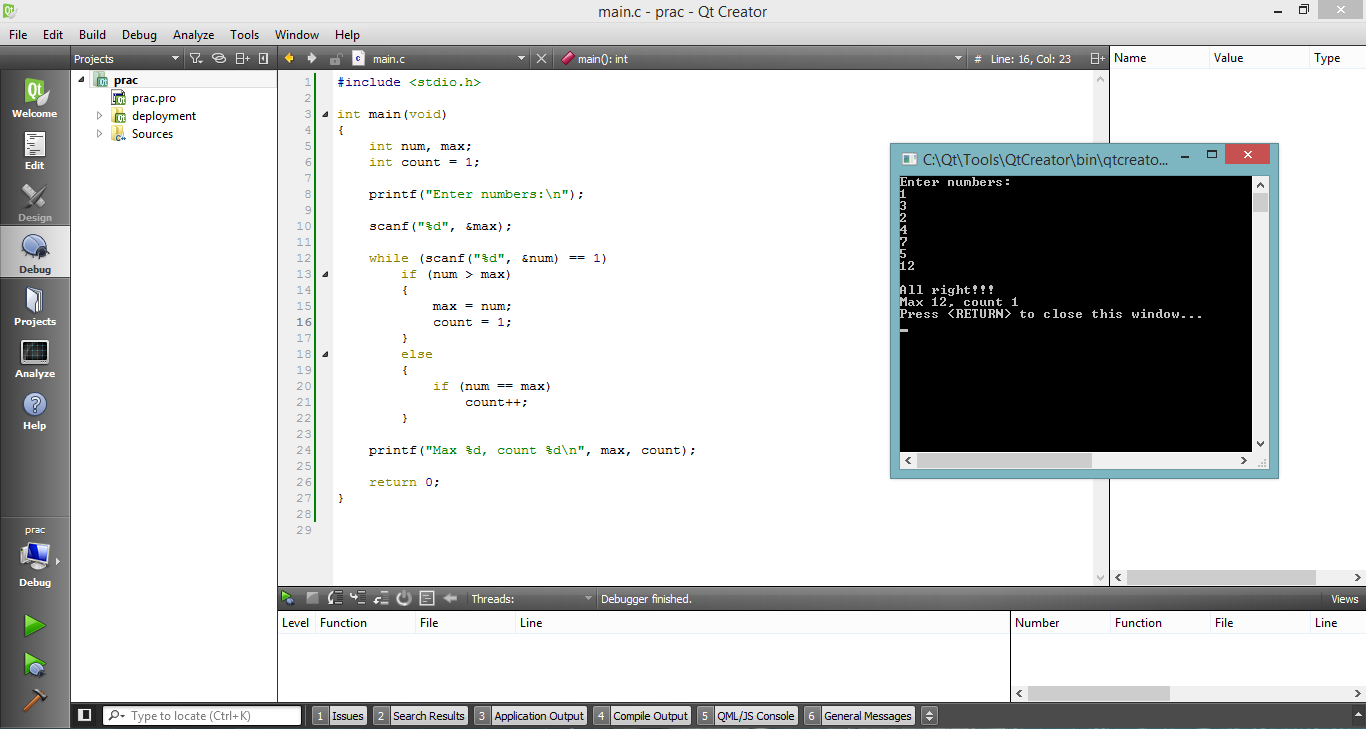 main.c - prac - Qt Creator
File Edit Build Debug Analyze Tools Window Help
Projects
main.c
main(): int
# Line: 16, Col: 23
Name Value Type
Welcome
Edit
Design
Debug
Projects
Analyze
Help
prac
Debug
prac
prac.pro
deployment
Sources
1 #include <stdio.h>
2
3 int main(void)
4 {
5 int num, max;
6 int count = 1;
7
8 printf("Enter numbers:\n");
9
10 scanf("%d", &max);
11
12 while (scanf("%d", &num) == 1)
13 if (num > max)
14 {
15 max = num;
16 count = 1;
17 }
18 else
19 {
20 if (num == max)
21 count++;
22 }
23
24 printf("Max %d, count %d\n", max, count);
25
26 return 0;
27 }
28
29
C:\Qt\Tools\QtCreator\bin\qtcreato...
Enter numbers:
1
3
2
4
7
5
12
All right!!!
Max 12, count 1
Press <RETURN> to close this window...
Threads:
Debugger finished.
Views
Level Function File Line
Number Function File Line
Type to locate (Ctrl+K)
1 Issues
2 Search Results
3 Application Output
4 Compile Output
5 QML/JS Console
6 General Messages